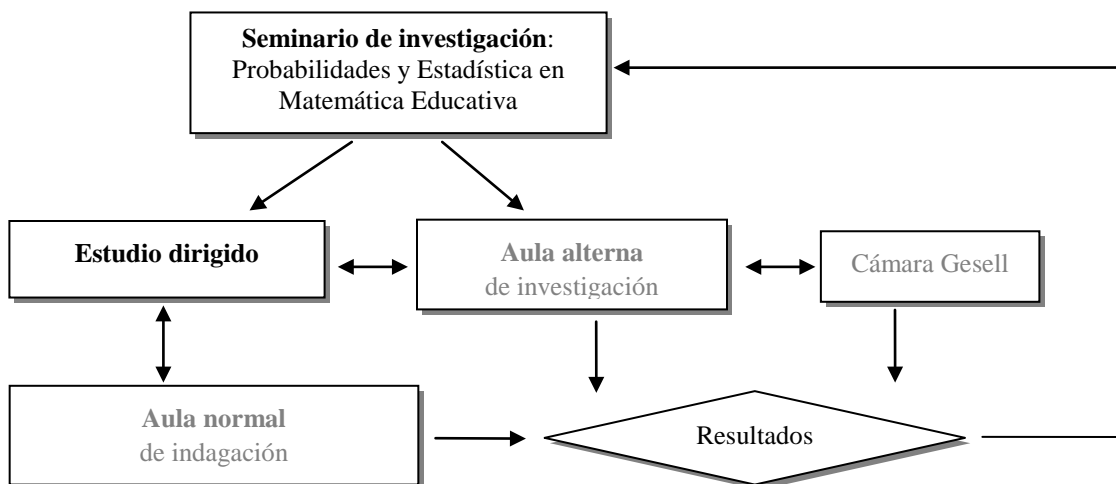 Seminario de investigación:
Probabilidades y Estadística en
Matemática Educativa
Estudio dirigido
Aula alterna
de investigación
Cámara Gesell
Aula normal
de indagación
Resultados